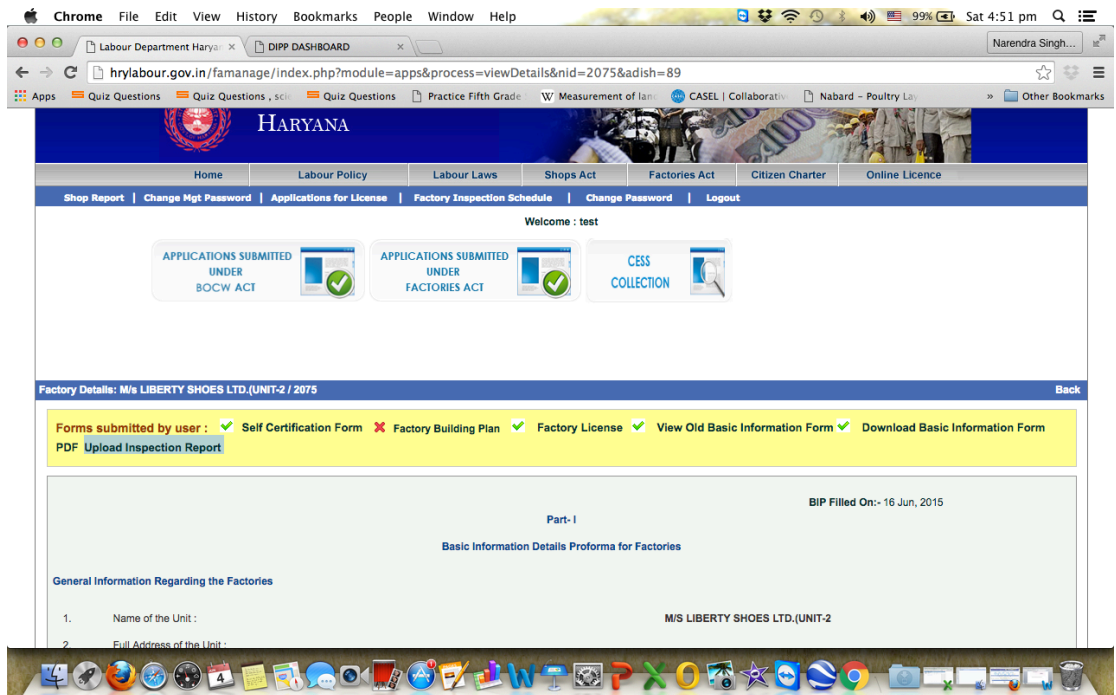 Chrome File Edit View History Bookmarks People Window Help 99% Sat 4:51 pm
Labour Department Haryan × DIPP DASHBOARD × Narendra Singh...
hrylabour.gov.in/famanage/index.php?module=apps&process=viewDetails&nid=2075&adish=89
Apps Quiz Questions Quiz Questions , scie Quiz Questions Practice Fifth Grade Measurement of land CASEL | Collaborative Nabard – Poultry Lay » Other Bookmarks
HARYANA
Home Labour Policy Labour Laws Shops Act Factories Act Citizen Charter Online Licence
Shop Report | Change Mgt Password | Applications for License | Factory Inspection Schedule | Change Password | Logout
Welcome : test
APPLICATIONS SUBMITTED
UNDER
BOCW ACT
APPLICATIONS SUBMITTED
UNDER
FACTORIES ACT
CESS
COLLECTION
Factory Details: M/s LIBERTY SHOES LTD.(UNIT-2 / 2075 Back
Forms submitted by user : Self Certification Form Factory Building Plan Factory License View Old Basic Information Form Download Basic Information Form
PDF Upload Inspection Report
BIP Filled On:- 16 Jun, 2015
Part- I
Basic Information Details Proforma for Factories
General Information Regarding the Factories
1. Name of the Unit : M/S LIBERTY SHOES LTD.(UNIT-2
2. Full Address of the Unit :